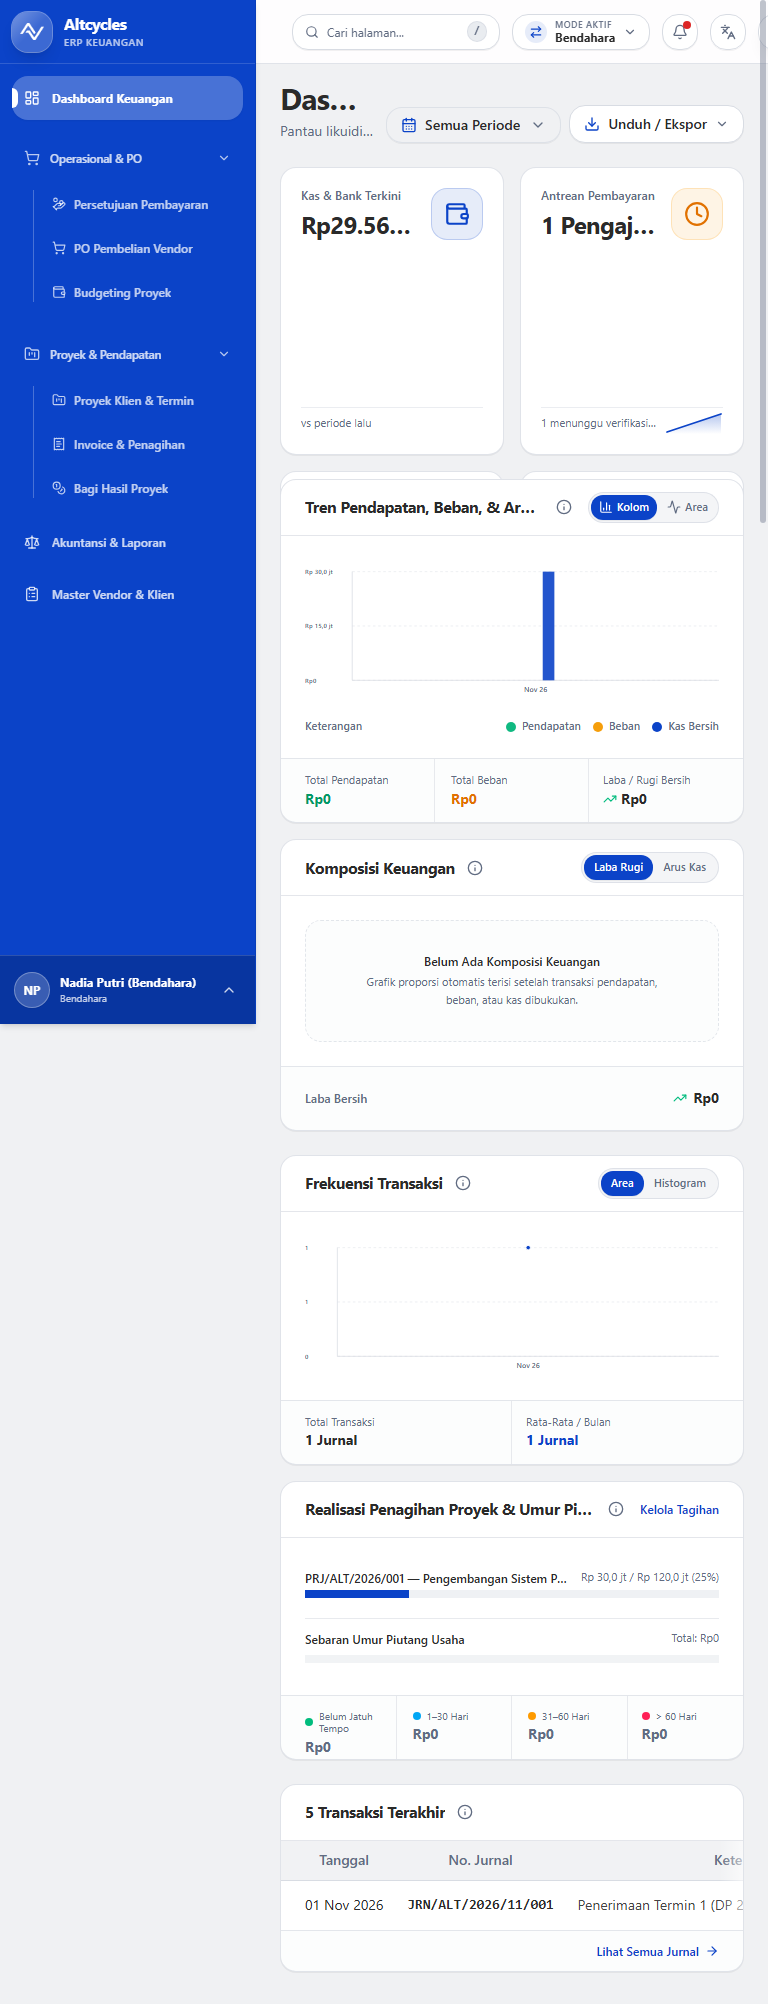 Altcycles
ERP KEUANGAN
Dashboard Keuangan
Operasional & PO
Persetujuan Pembayaran
PO Pembelian Vendor
Budgeting Proyek
Proyek & Pendapatan
Proyek Klien & Termin
Invoice & Penagihan
Bagi Hasil Proyek
Akuntansi & Laporan
Master Vendor & Klien
NP
Nadia Putri (Bendahara)
Bendahara
Cari halaman...
/
MODE AKTIF
Bendahara
Das...
Pantau likuidi...
Semua Periode
Unduh / Ekspor
Kas & Bank Terkini
Rp29.56...
vs periode lalu
Antrean Pembayaran
1 Pengaj...
1 menunggu verifikasi...
Tren Pendapatan, Beban, & Ar...
Kolom
Area
Rp 30,0 jt
Rp 15,0 jt
Rp0
Nov 26
Keterangan
Pendapatan
Beban
Kas Bersih
Total Pendapatan
Rp0
Total Beban
Rp0
Laba / Rugi Bersih
Rp0
Komposisi Keuangan
Laba Rugi
Arus Kas
Belum Ada Komposisi Keuangan
Grafik proporsi otomatis terisi setelah transaksi pendapatan,
beban, atau kas dibukukan.
Laba Bersih
Rp0
Frekuensi Transaksi
Area
Histogram
1
1
0
Nov 26
Total Transaksi
1 Jurnal
Rata-Rata / Bulan
1 Jurnal
Realisasi Penagihan Proyek & Umur Pi...
Kelola Tagihan
PRJ/ALT/2026/001 — Pengembangan Sistem P...
Rp 30,0 jt / Rp 120,0 jt (25%)
Sebaran Umur Piutang Usaha
Total: Rp0
Belum Jatuh
Tempo
Rp0
1–30 Hari
Rp0
31–60 Hari
Rp0
> 60 Hari
Rp0
5 Transaksi Terakhir
Tanggal
No. Jurnal
Kete
01 Nov 2026
JRN/ALT/2026/11/001
Penerimaan Termin 1 (DP 2
Lihat Semua Jurnal